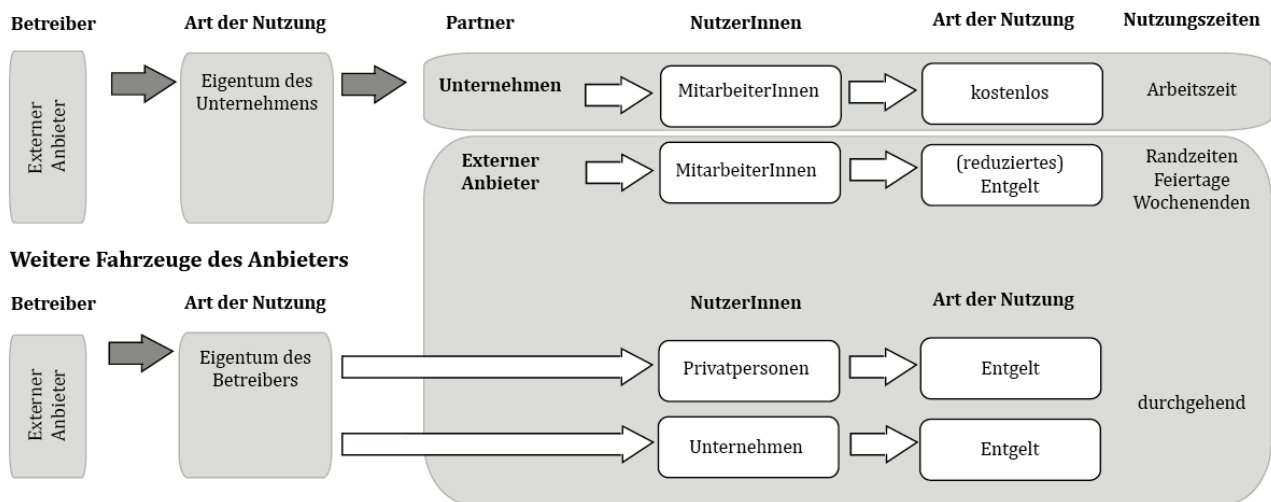 Betreiber
Art der Nutzung
Partner
NutzerInnen
Art der Nutzung
Nutzungszeiten
Externer
Anbieter
Eigentum des
Unternehmens
Unternehmen
MitarbeiterInnen
kostenlos
Arbeitszeit
Externer
Anbieter
MitarbeiterInnen
(reduziertes)
Entgelt
Randzeiten
Feiertage
Wochenenden
Weitere Fahrzeuge des Anbieters
Betreiber
Art der Nutzung
NutzerInnen
Art der Nutzung
Externer
Anbieter
Eigentum des
Betreibers
Privatpersonen
Entgelt
durchgehend
Unternehmen
Entgelt